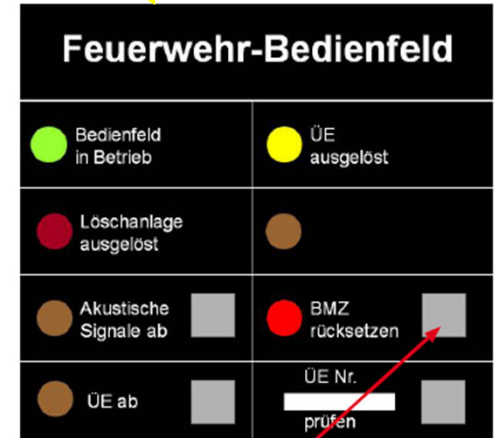 Feuerwehr-Bedienfeld
Bedienfeld
in Betrieb
ÜE
ausgelöst
Löschanlage
ausgelöst
Akustische
Signale ab
BMZ
rücksetzen
ÜE ab
ÜE Nr.
prüfen